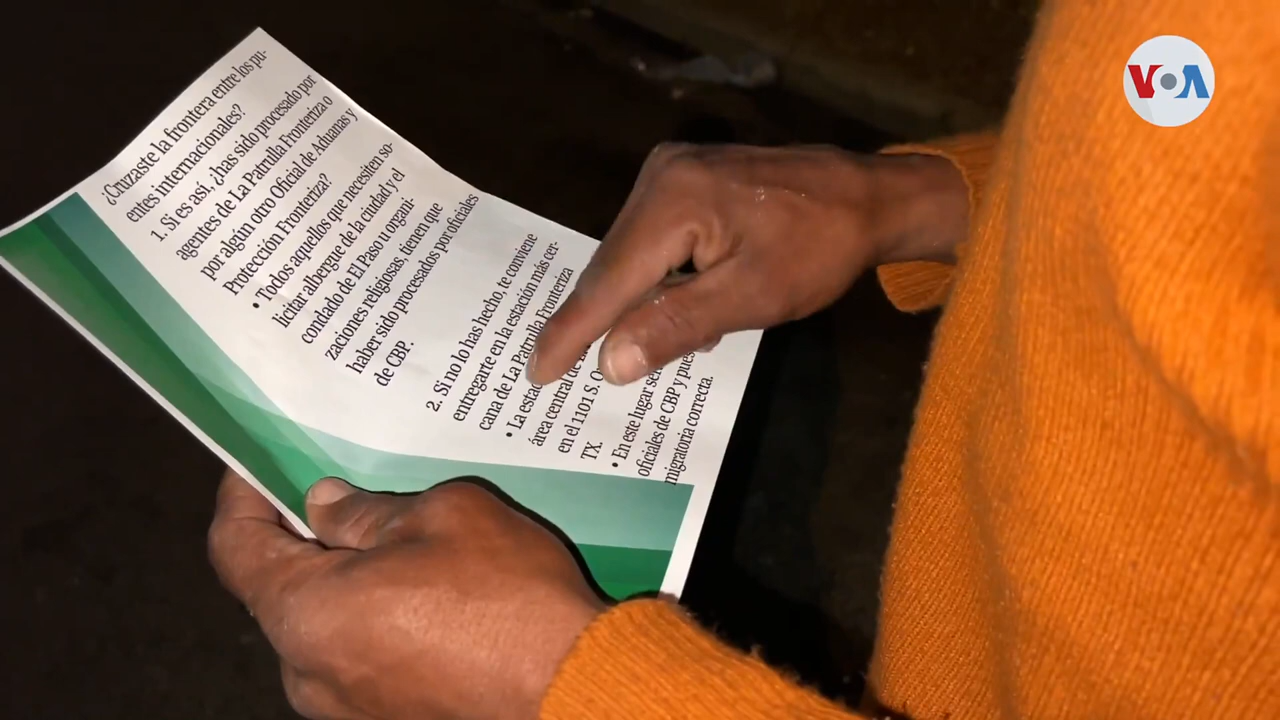 VOA
¿Cruzaste la frontera entre los pu-
entes internacionales?
1. Si es así, ¿has sido procesado por
agentes de La Patrulla Fronteriza o
por algún otro Oficial de Aduanas y
Protección Fronteriza?
• Todos aquellos que necesiten so-
licitar albergue de la ciudad y el
condado de El Paso u organi-
zaciones religiosas, tienen que
haber sido procesados por oficiales
de CBP.
2. Si no lo has hecho, te conviene
entregarte en la estación más cer-
cana de La Patrulla Fronteriza
• La
área central
en el 1101 S.
TX.
• En este lugar
oficiales de CBP y
migratoria correcta.